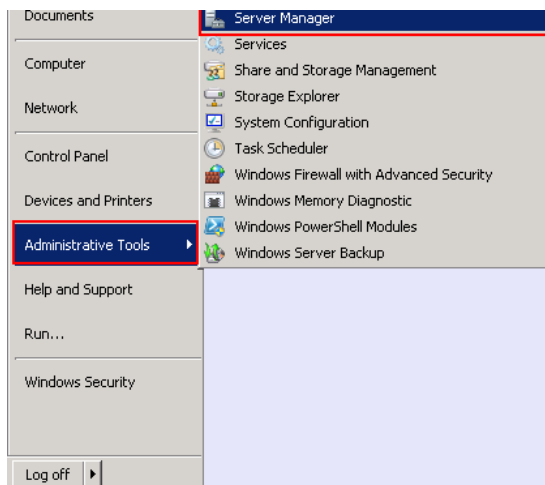 Documents
Computer
Network
Control Panel
Devices and Printers
Administrative Tools
Help and Support
Run...
Windows Security
Log off
Server Manager
Services
Share and Storage Management
Storage Explorer
System Configuration
Task Scheduler
Windows Firewall with Advanced Security
Windows Memory Diagnostic
Windows PowerShell Modules
Windows Server Backup